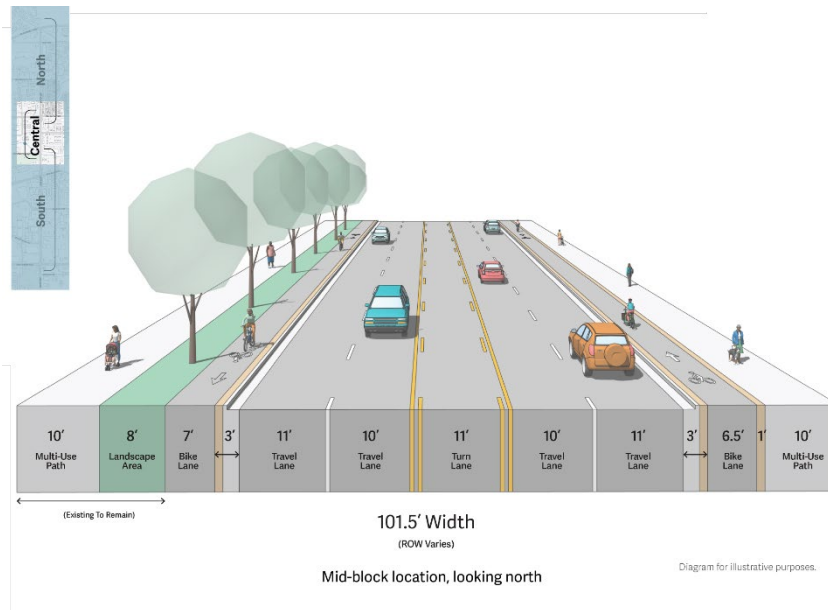 North
Central
South
10’
Multi-Use
Path
8’
Landscape
Area
7’
Bike
Lane
3’
11’
Travel
Lane
10’
Travel
Lane
11’
Turn
Lane
10’
Travel
Lane
11’
Travel
Lane
3’
6.5’
Bike
Lane
1’
10’
Multi-Use
Path
(Existing To Remain)
101.5’ Width
(ROW Varies)
Mid-block location, looking north
Diagram for illustrative purposes.